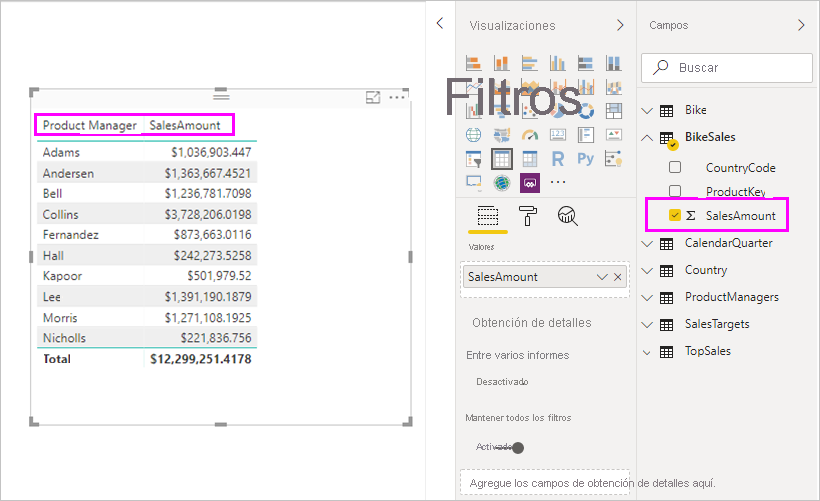 Visualizaciones
Campos
Filtros
Buscar
Product Manager SalesAmount
Adams $1,036,903.447
Andersen $1,363,667.4521
Bell $1,236,781.7098
Collins $3,728,206.0198
Fernandez $873,663.0116
Hall $242,273.5258
Kapoor $501,979.52
Lee $1,391,190.1879
Morris $1,271,108.1925
Nicholls $221,836.756
Total $12,299,251.4178
123
R Py
Valores
SalesAmount
Obtención de detalles
Entre varios informes
Desactivado
Mantener todos los filtros
Activado
Agregue los campos de obtención de detalles aquí.
Bike
BikeSales
CountryCode
ProductKey
Σ SalesAmount
CalendarQuarter
Country
ProductManagers
SalesTargets
TopSales